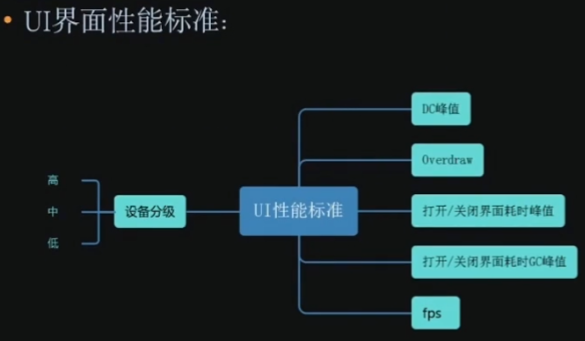 • UI界面性能标准:
DC峰值
Overdraw
高
中
低
设备分级
UI性能标准
打开/关闭界面耗时峰值
打开/关闭界面耗时GC峰值
fps